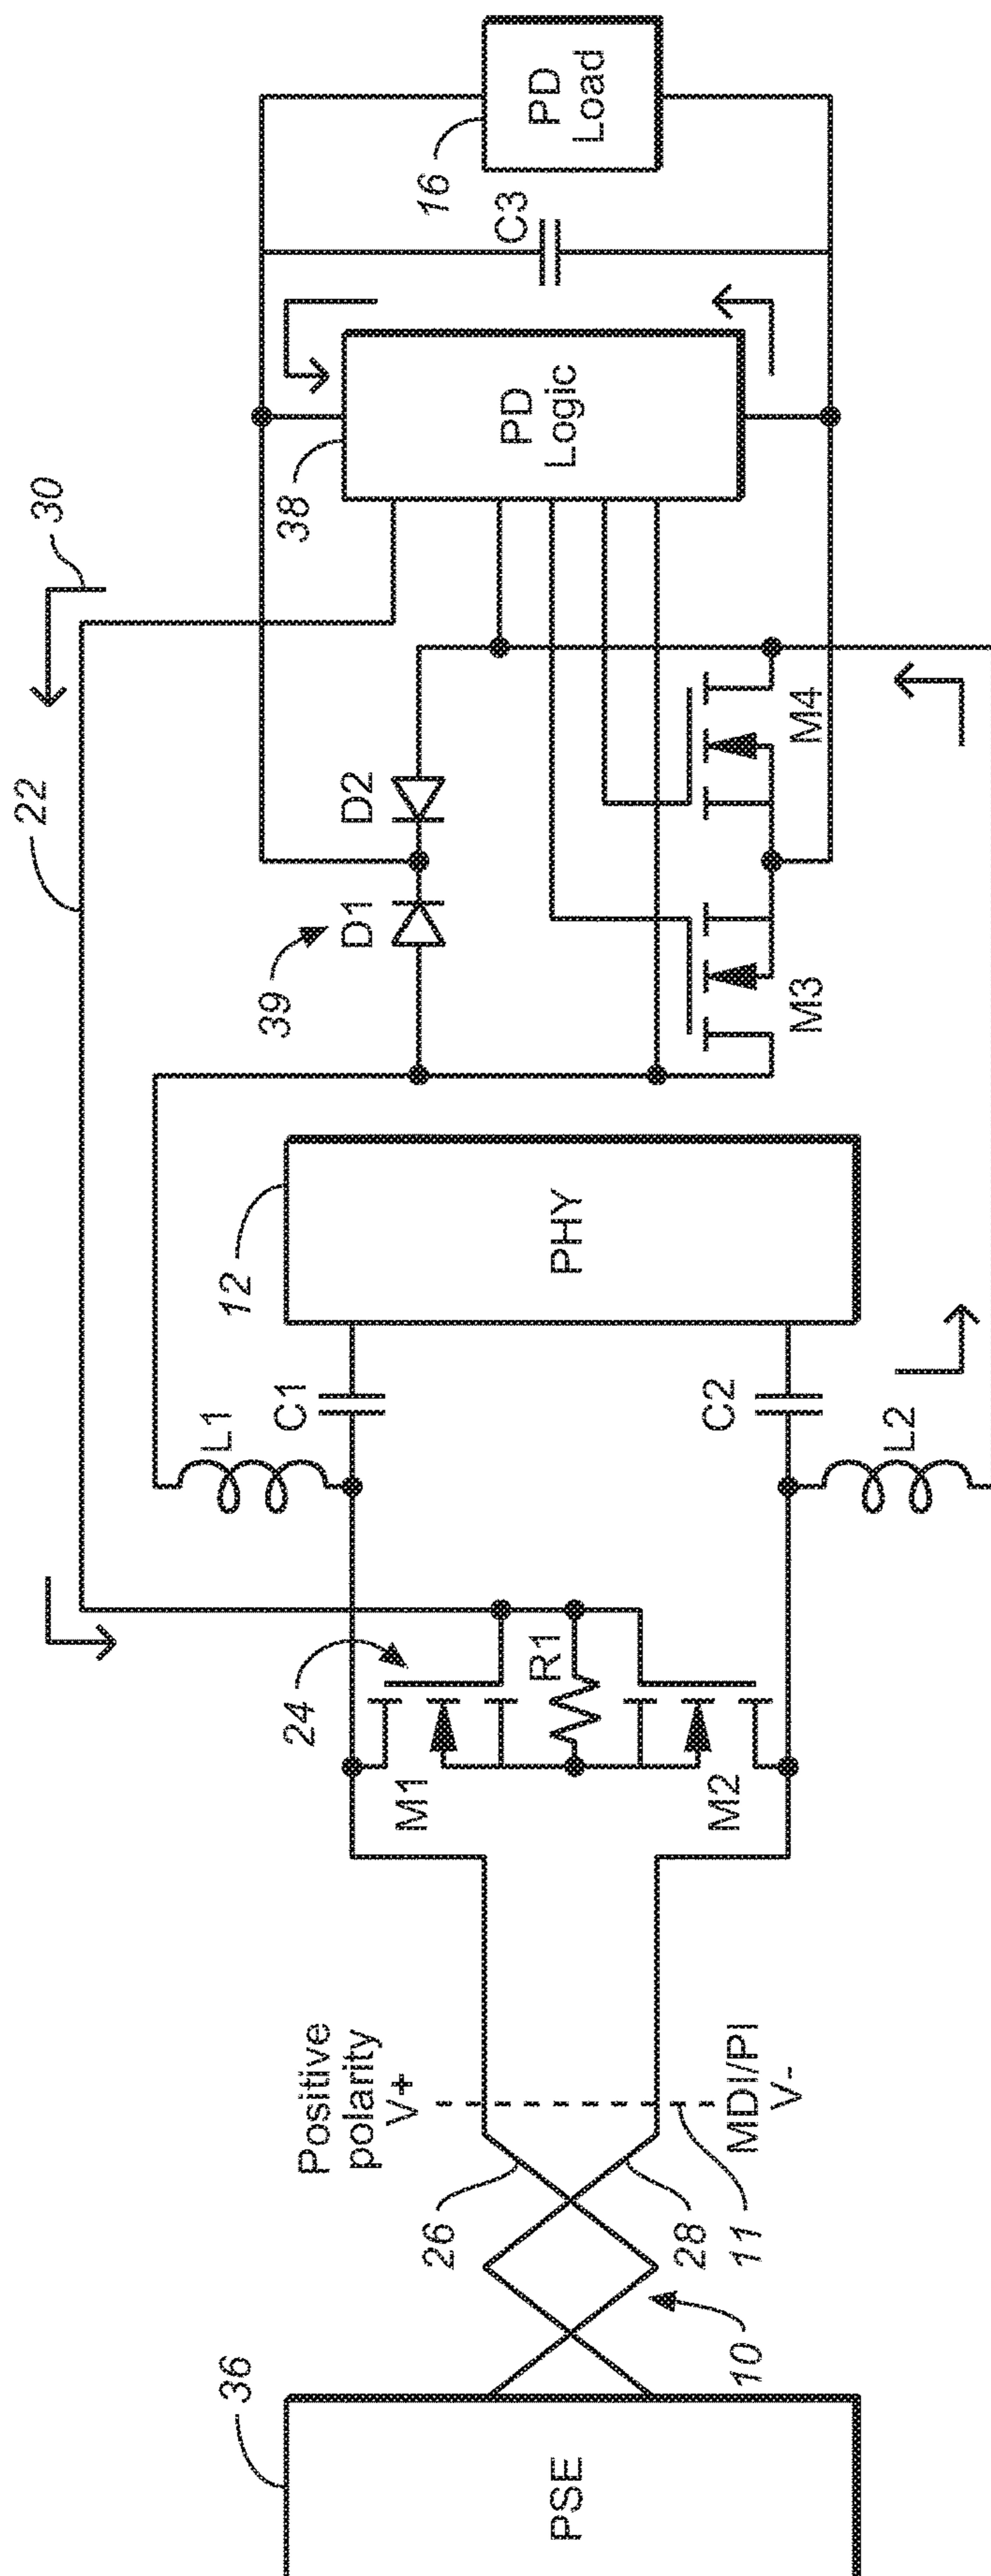 PSE
36
10
26
28
11
Positive
polarity
V+
MDI/PI
V-
M1
M2
24
R1
L1
C1
C2
L2
12
PHY
22
30
39
D1
D2
M3
M4
38
PD
Logic
C3
16
PD
Load